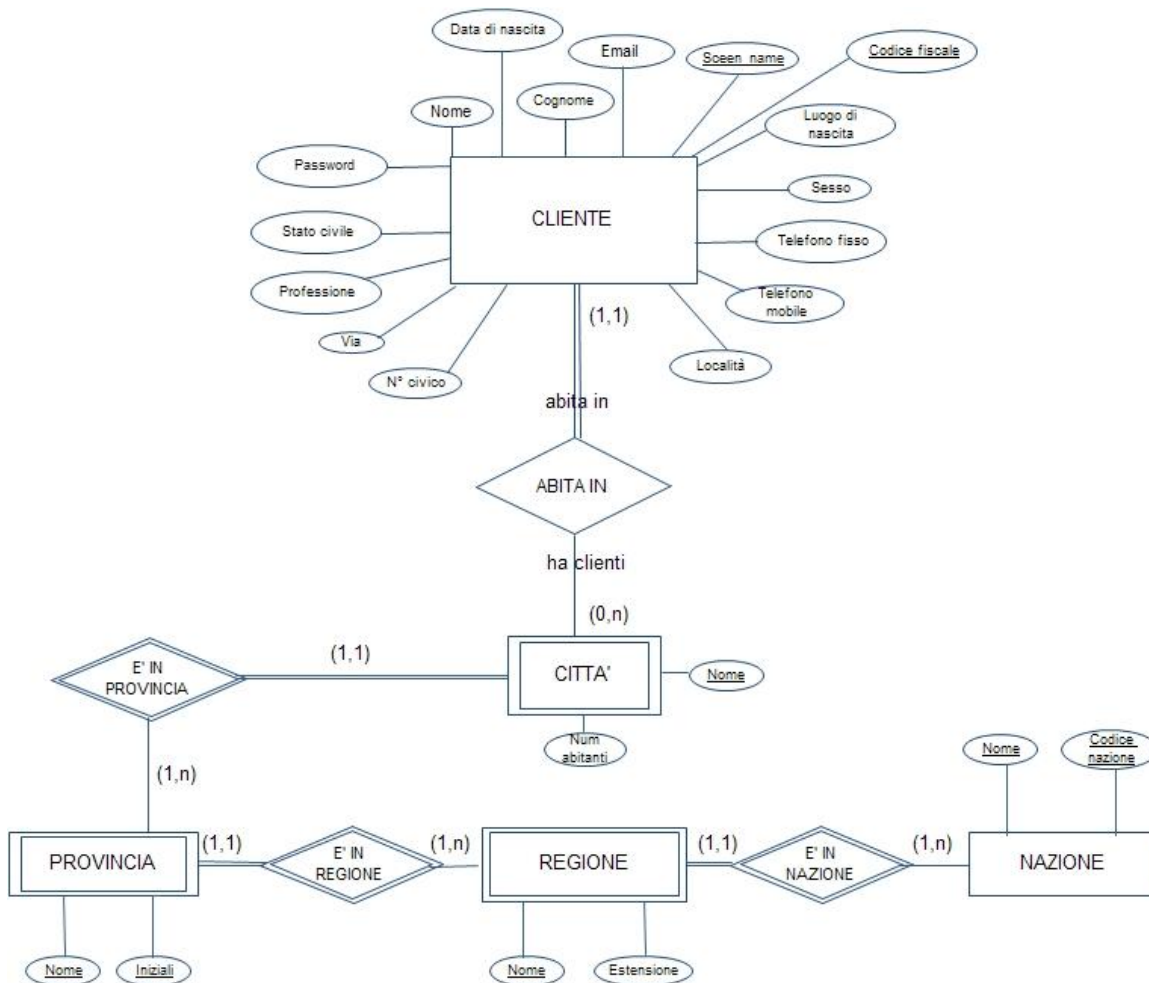 Data di nascita
Email
Sceen name
Codice fiscale
Nome
Cognome
Luogo di
nascita
Password
Sesso
CLIENTE
Stato civile
Telefono fisso
Professione
Telefono
mobile
(1,1)
Via
Località
N° civico
abita in
ABITA IN
ha clienti
(0,n)
(1,1)
E' IN
PROVINCIA
CITTA'
Nome
Num
abitanti
(1,n)
Nome
Codice
nazione
PROVINCIA
(1,1)
E' IN
REGIONE
(1,n)
REGIONE
(1,1)
E' IN
NAZIONE
(1,n)
NAZIONE
Nome
Iniziali
Nome
Estensione